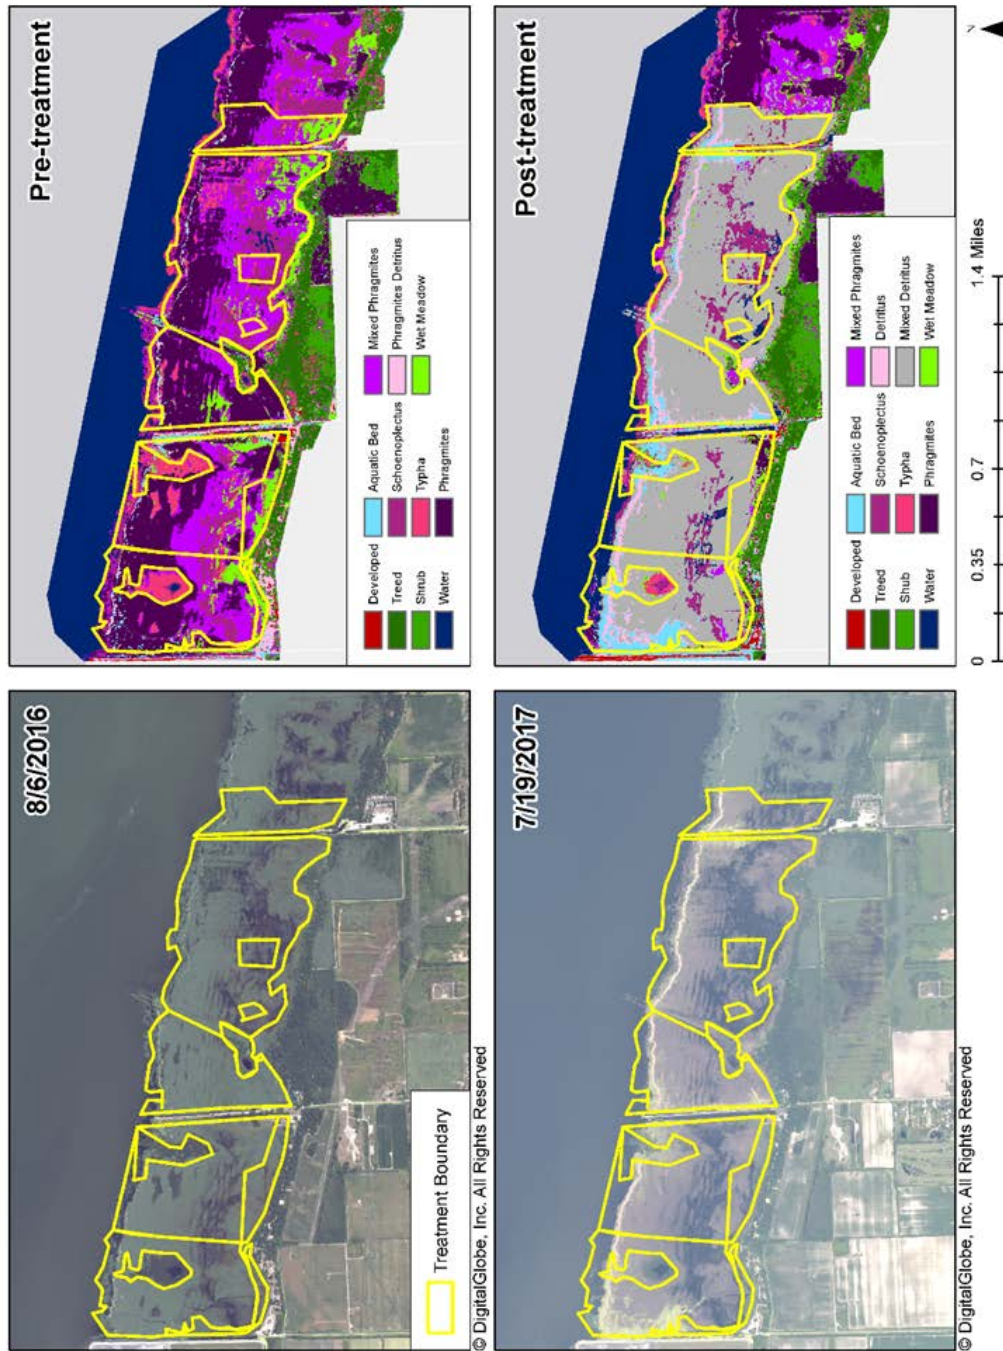 8/6/2016
Treatment Boundary
© DigitalGlobe, Inc. All Rights Reserved
Pre-treatment
Developed
Treed
Shrub
Water
Aquatic Bed
Schoenoplectus
Typha
Phragmites
Mixed Phragmites
Phragmites Detritus
Wet Meadow
7/19/2017
© DigitalGlobe, Inc. All Rights Reserved
Post-treatment
Developed
Treed
Shub
Water
Aquatic Bed
Schoenoplectus
Typha
Phragmites
Mixed Phragmites
Detritus
Mixed Detritus
Wet Meadow
0 0.35 0.7 1.4 Miles